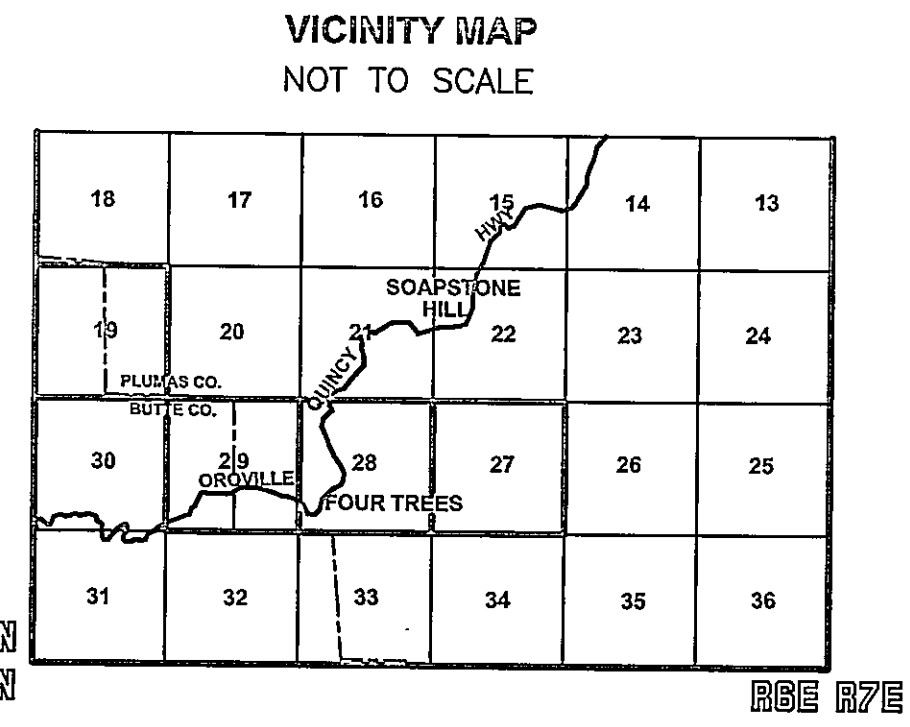 VICINITY MAP
NOT TO SCALE
18 17 16 15 14 13
HWY
SOAPSTONE
HILL
19 20 21 22 23 24
QUINCY
PLUMAS CO.
BUTTE CO.
30 29 28 27 26 25
OROVILLE
FOUR TREES
31 32 33 34 35 36
N
N
R6E R7E